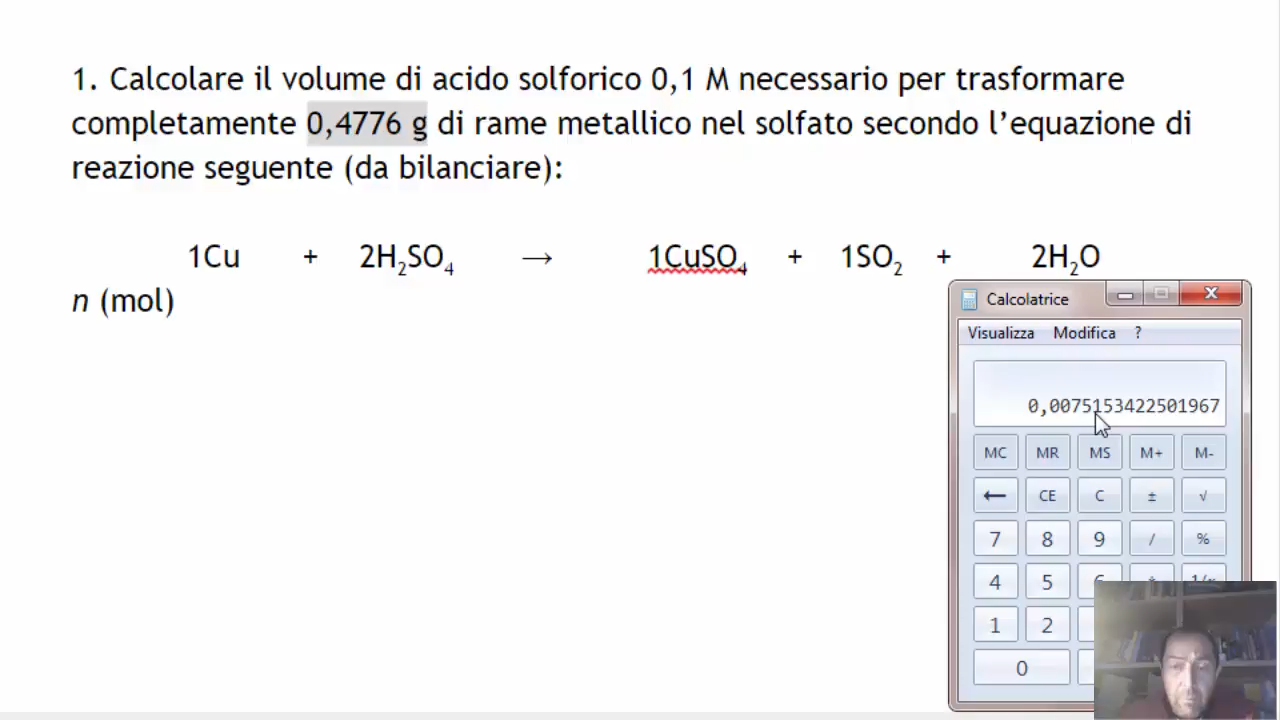 1. Calcolare il volume di acido solforico 0,1 M necessario per trasformare
completamente 0,4776 g di rame metallico nel solfato secondo l’equazione di
reazione seguente (da bilanciare):
1Cu + 2H₂SO₄ → 1CuSO₄ + 1SO₂ + 2H₂O
n (mol)
Calcolatrice
Visualizza Modifica ?
0,0075153422501967
MC MR MS M+ M-
← CE C ± √
7 8 9 / %
4 5
1 2
0